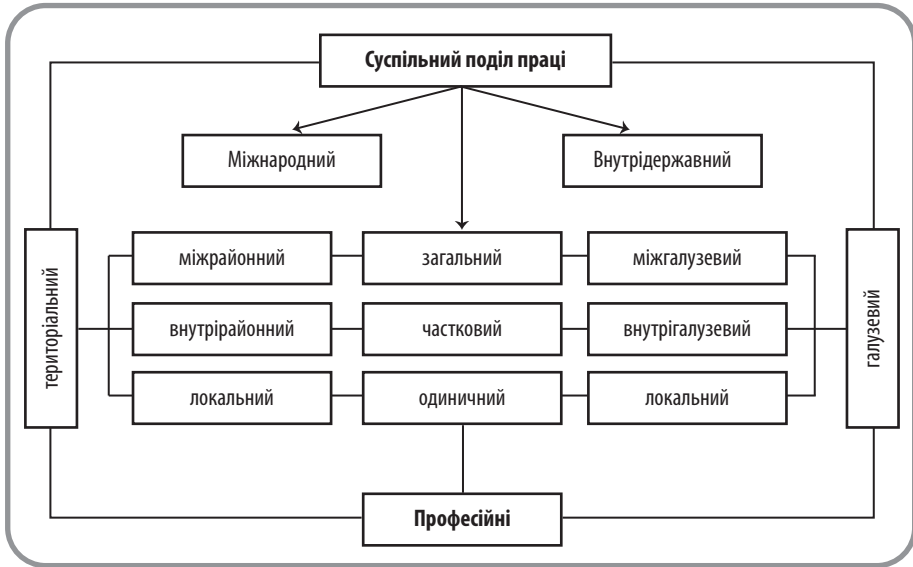 Суспільний поділ праці
Міжнародний
Внутрідержавний
територіальний
міжрайонний
загальний
міжгалузевий
внутрірайонний
частковий
внутрігалузевий
локальний
одиничний
локальний
галузевий
Професійні